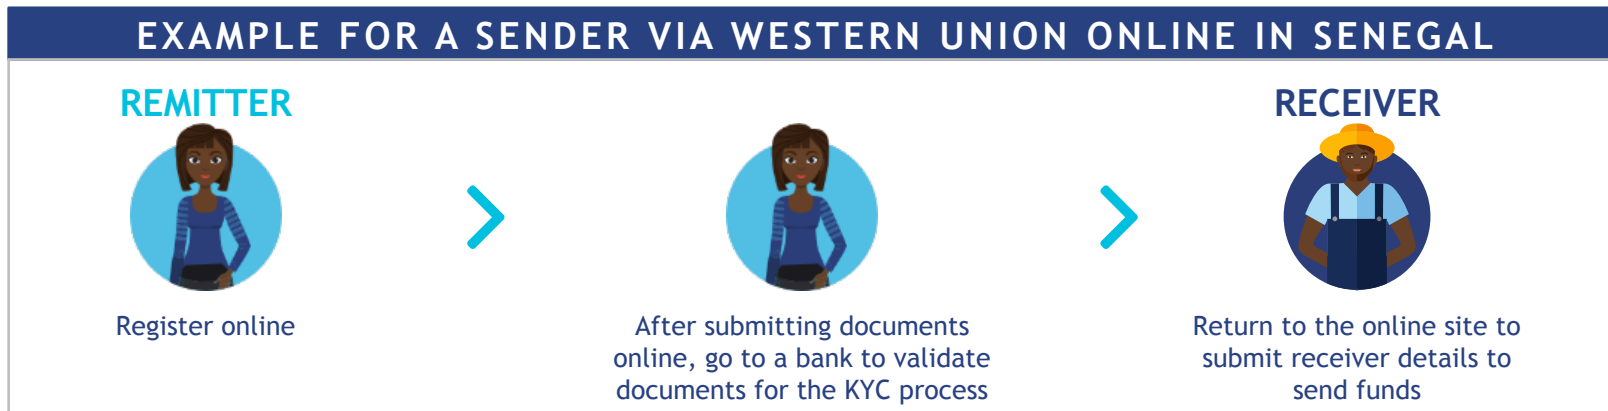 EXAMPLE FOR A SENDER VIA WESTERN UNION ONLINE IN SENEGAL
REMITTER
Register online
After submitting documents
online, go to a bank to validate
documents for the KYC process
RECEIVER
Return to the online site to
submit receiver details to
send funds